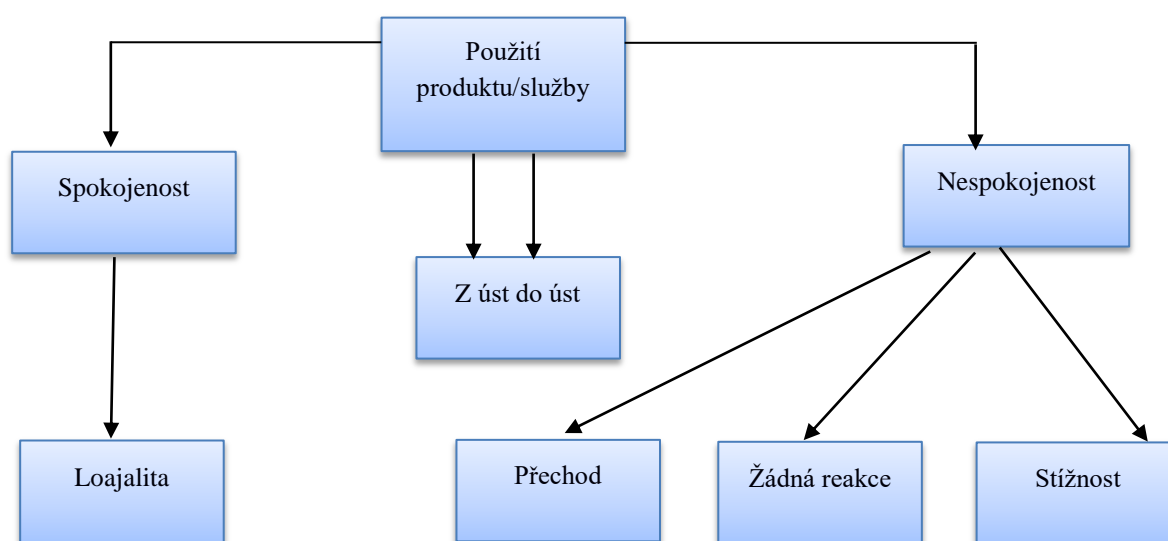 Použití
produktu/služby
Spokojenost
Nespokojenost
Z úst do úst
Loajalita
Přechod
Žádná reakce
Stížnost